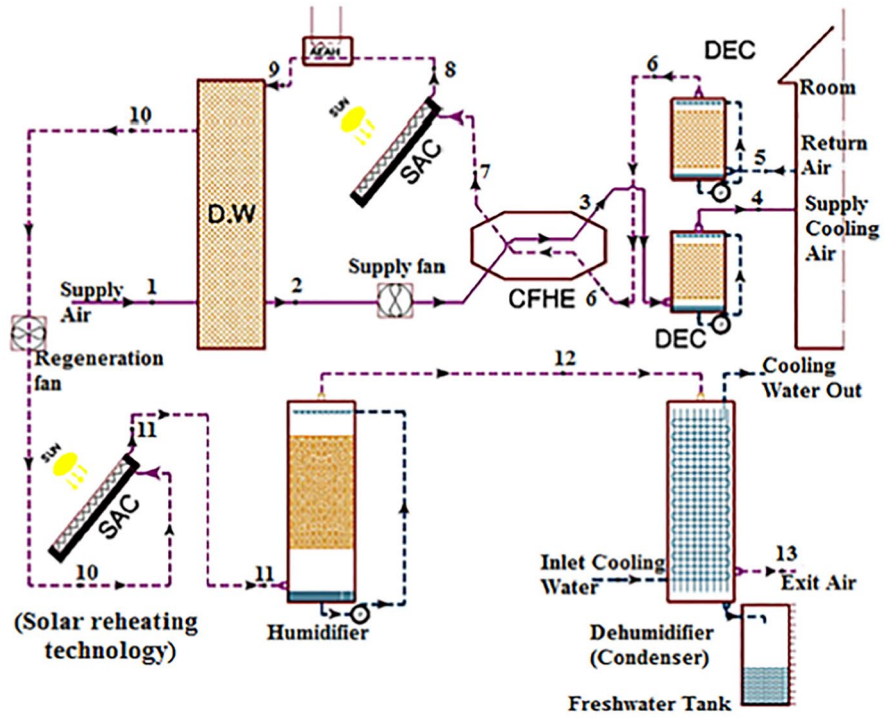 DEC
9
8
6
Room
SUN
10
5
Return
Air
SAC
7
3
4
D.W
Supply
Cooling
Air
Supply fan
Supply
Air
1
2
6
CFHE
DEC
Regeneration
fan
12
Cooling
Water Out
11
SUN
SAC
10
11
Inlet Cooling
Water
13
Exit Air
(Solar reheating
technology)
Humidifier
Dehumidifier
(Condenser)
Freshwater Tank